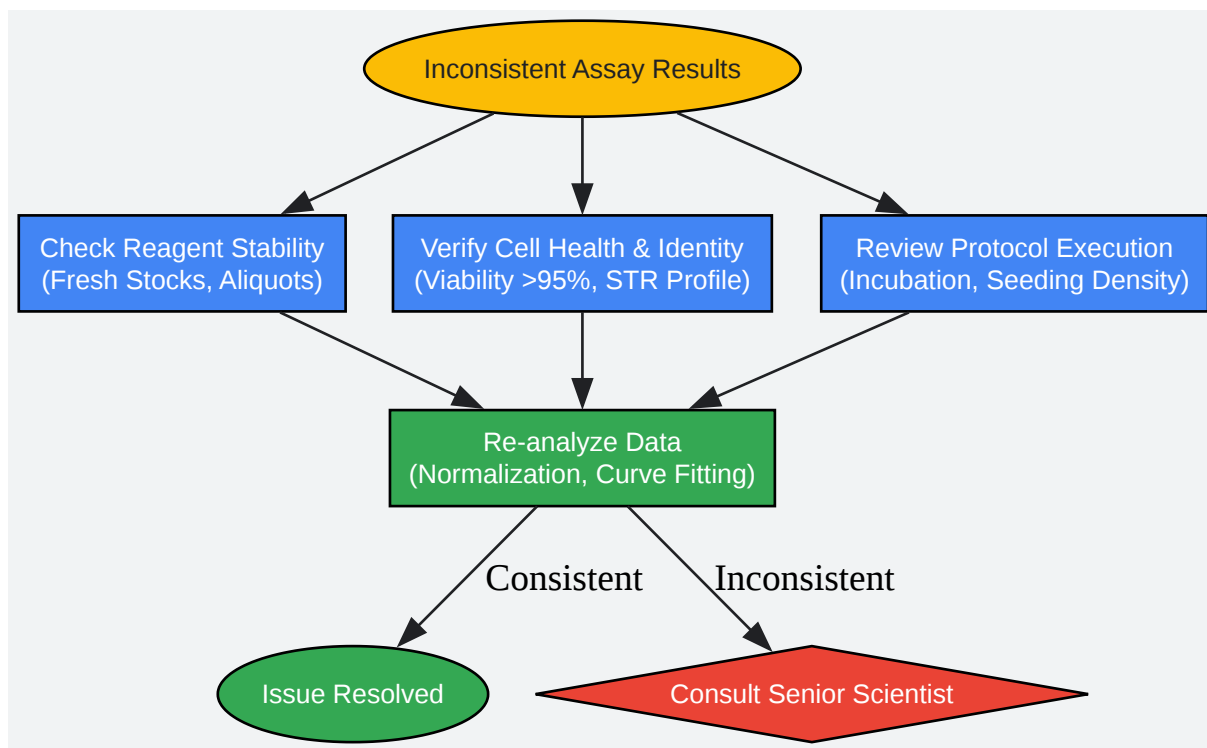 Inconsistent Assay Results
Check Reagent Stability
(Fresh Stocks, Aliquots)
Verify Cell Health & Identity
(Viability >95%, STR Profile)
Review Protocol Execution
(Incubation, Seeding Density)
Re-analyze Data
(Normalization, Curve Fitting)
Consistent
Inconsistent
Issue Resolved
Consult Senior Scientist